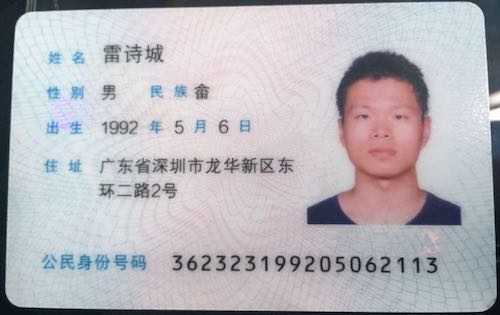 姓名 雷诗城
性别 男 民族 畲
出生 1992 年 5 月 6 日
住址 广东省深圳市龙华新区东
环二路2号
公民身份号码 362323199205062113